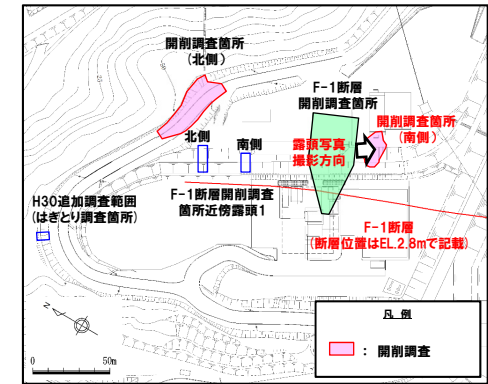 開削調査箇所
(北側)
F-1断層
開削調査箇所
開削調査箇所
(南側)
北側
南側
露頭写真
撮影方向
H30追加調査範囲
(はぎとり調査箇所)
F-1断層開削調査
箇所近傍露頭1
F-1断層
(断層位置はEL.2.8mで記載)
N
凡 例
: 開削調査
0
50m
25